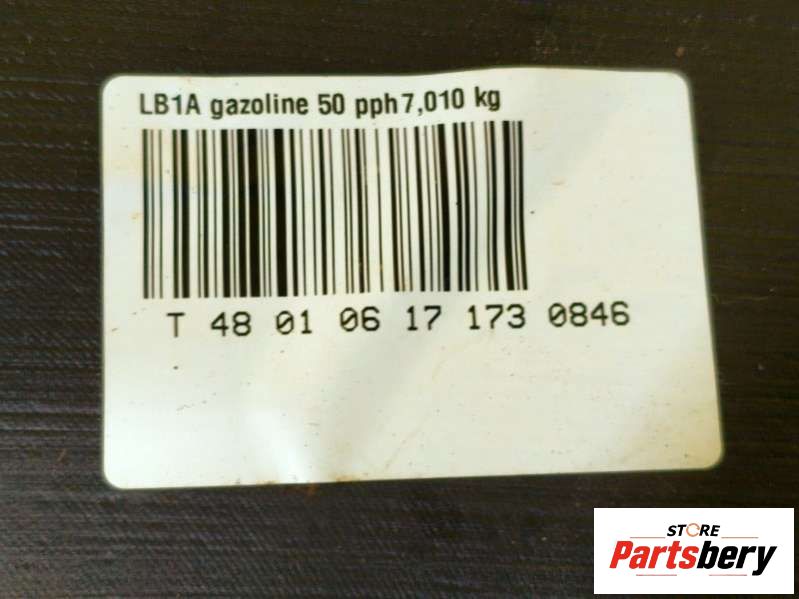 LB1A gazoline 50 pph7,010 kg
T 48 01 06 17 173 0846
STORE
Partsbery